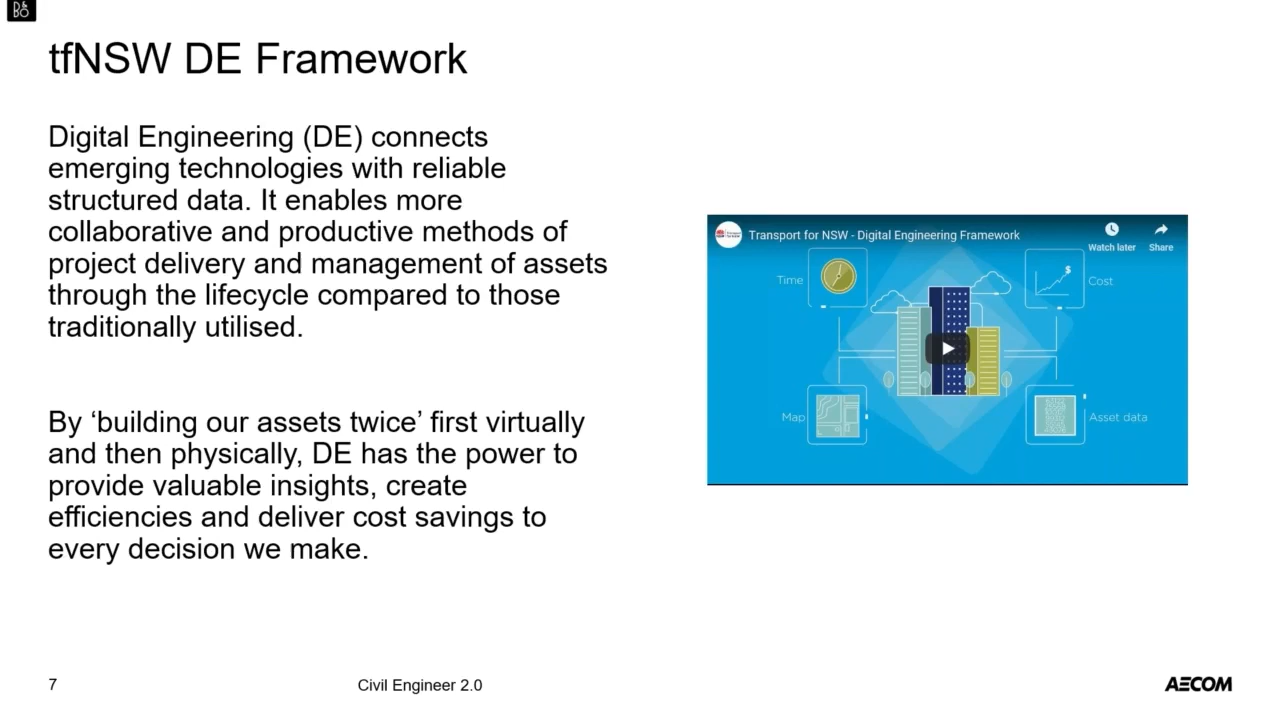 B&O
tfNSW DE Framework
Digital Engineering (DE) connects
emerging technologies with reliable
structured data. It enables more
collaborative and productive methods of
project delivery and management of assets
through the lifecycle compared to those
traditionally utilised.
By ‘building our assets twice’ first virtually
and then physically, DE has the power to
provide valuable insights, create
efficiencies and deliver cost savings to
every decision we make.
Transport for NSW - Digital Engineering Framework
Watch later
Share
Time
$
Cost
Map
Asset data
7
Civil Engineer 2.0
AECOM